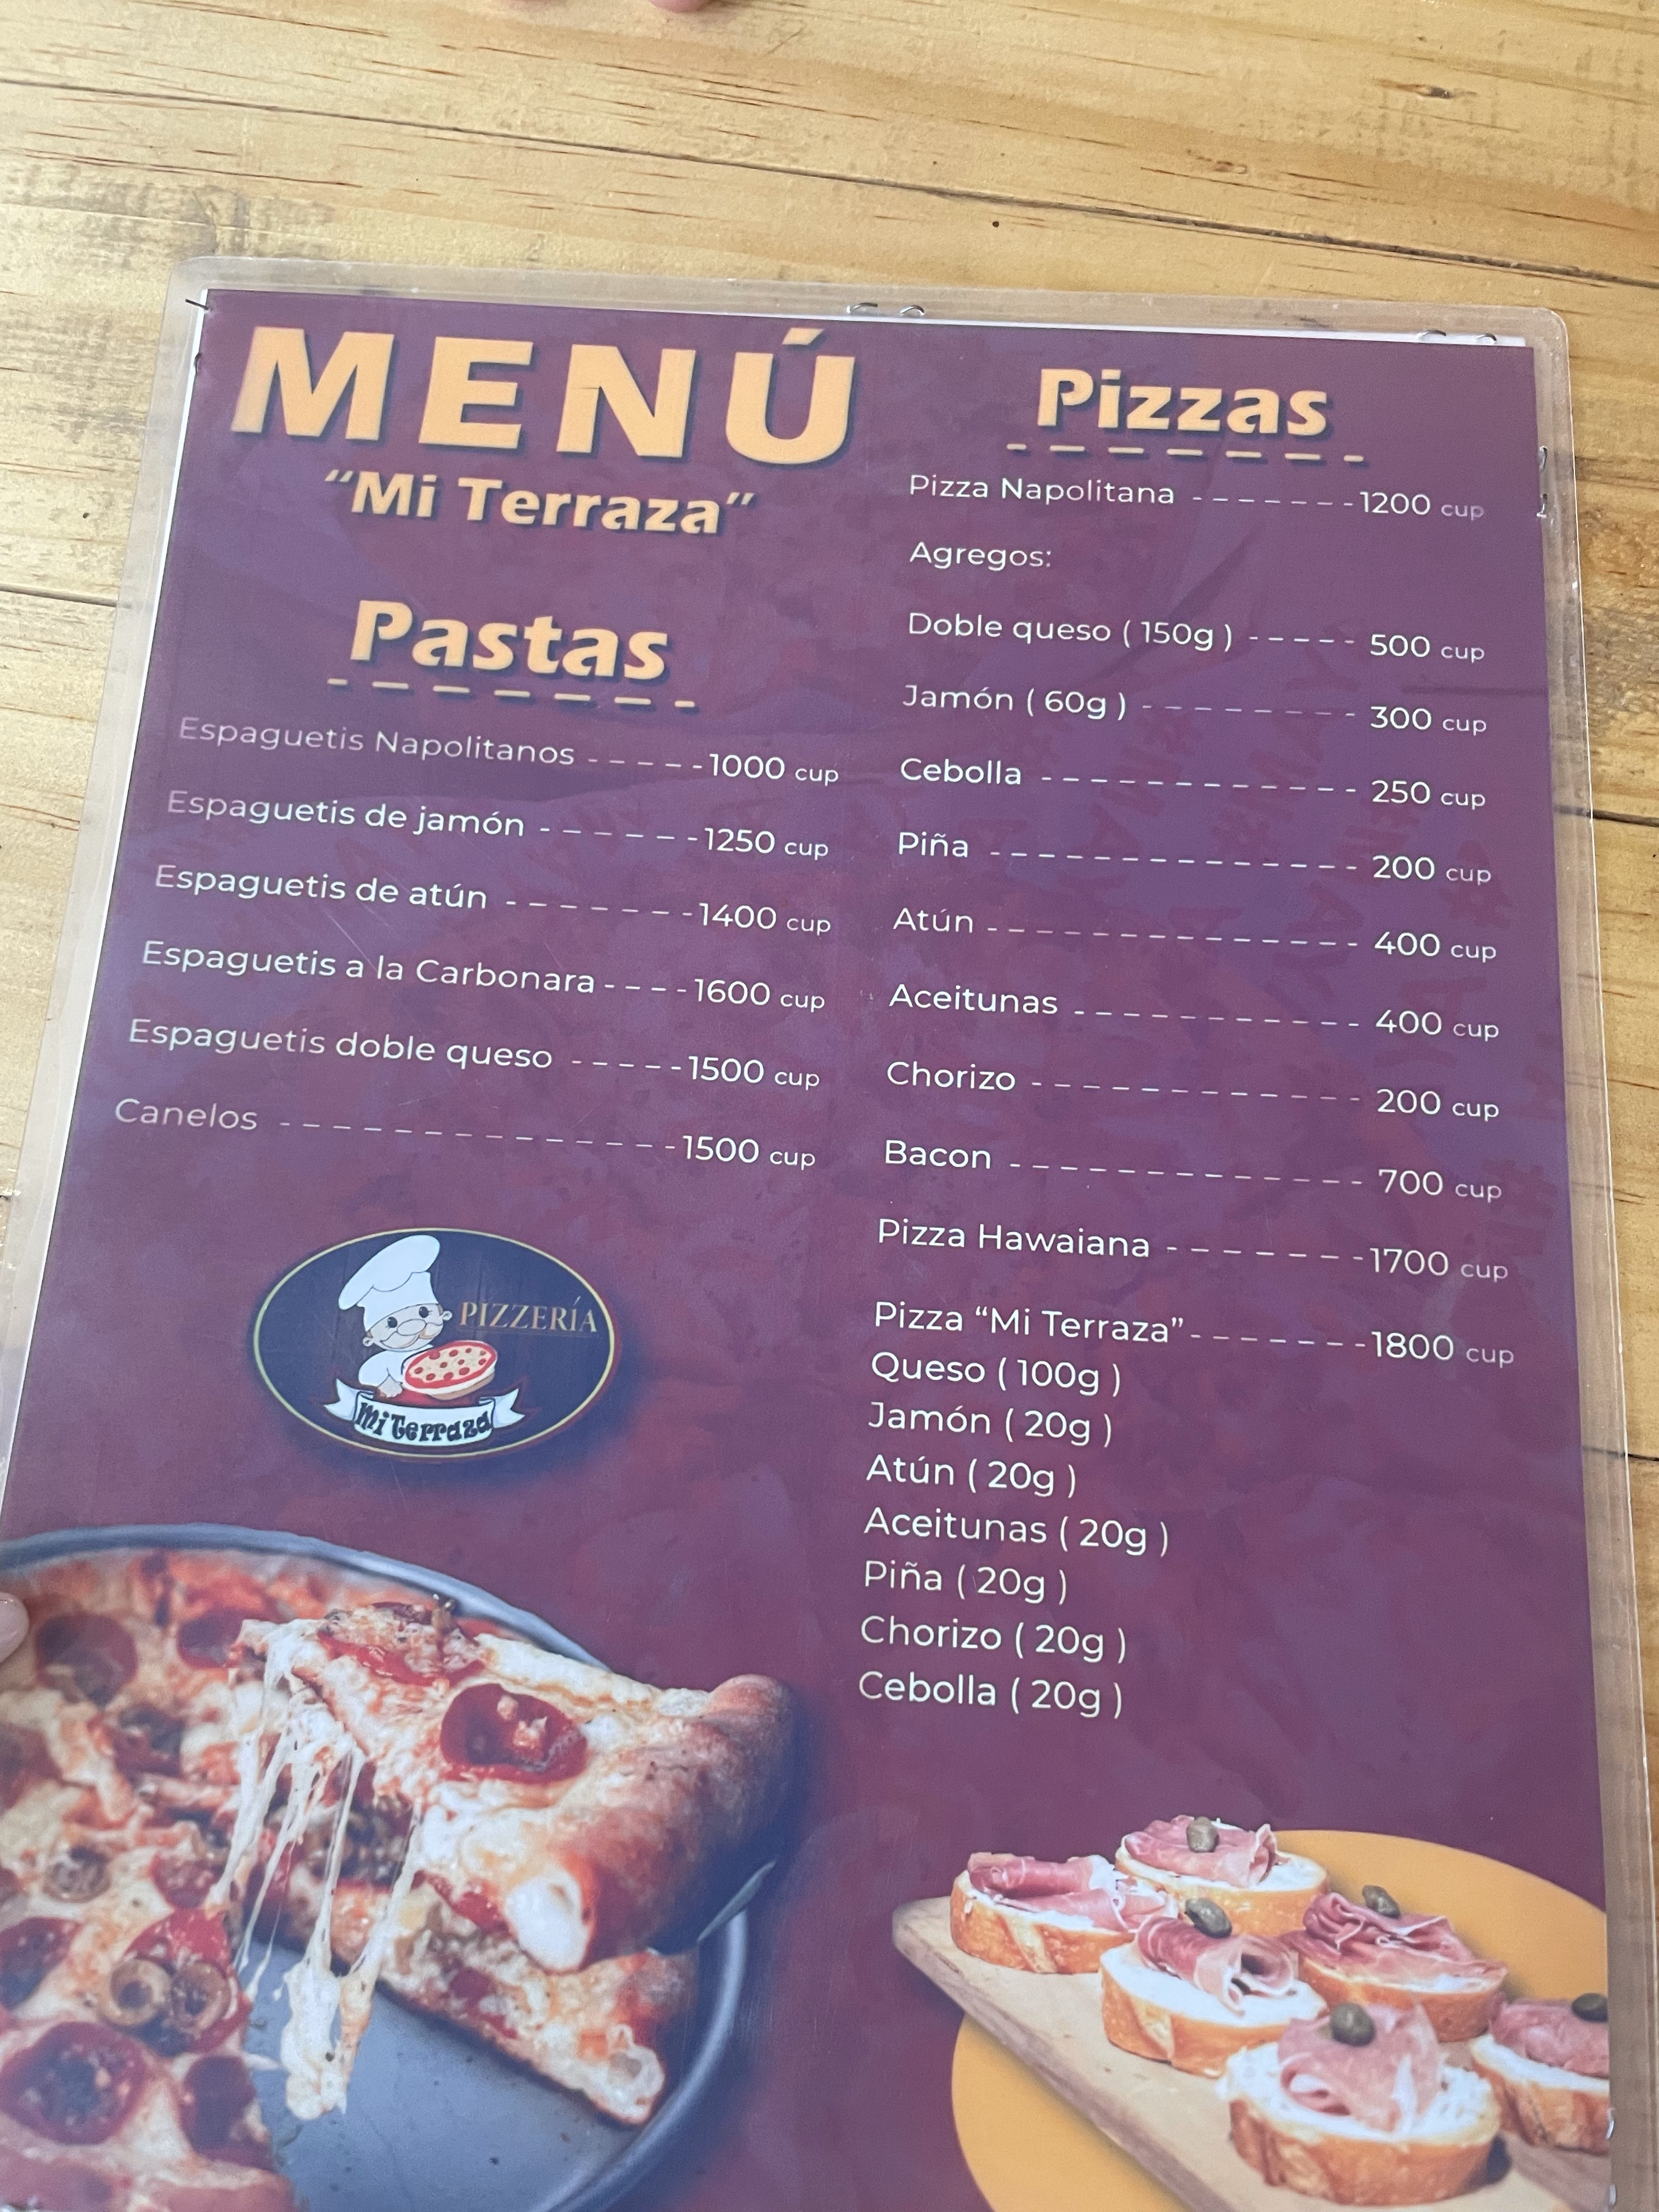 MENÚ
“Mi Terraza”
Pastas
Espaguetis Napolitanos -----1000 cup
Espaguetis de jamón ------1250 cup
Espaguetis de atún -------1400 cup
Espaguetis a la Carbonara----1600 cup
Espaguetis doble queso -----1500 cup
Canelos --------------1500 cup
PIZZERÍA
Mi Terraza
Pizzas
Pizza Napolitana -------1200 cup
Agregos:
Doble queso ( 150g ) ----- 500 cup
Jamón ( 60g ) -------- 300 cup
Cebolla ------------ 250 cup
Piña -------------- 200 cup
Atún -------------- 400 cup
Aceitunas ----------- 400 cup
Chorizo ------------ 200 cup
Bacon ------------- 700 cup
Pizza Hawaiana -------1700 cup
Pizza “Mi Terraza”-------1800 cup
Queso ( 100g )
Jamón ( 20g )
Atún ( 20g )
Aceitunas ( 20g )
Piña ( 20g )
Chorizo ( 20g )
Cebolla ( 20g )